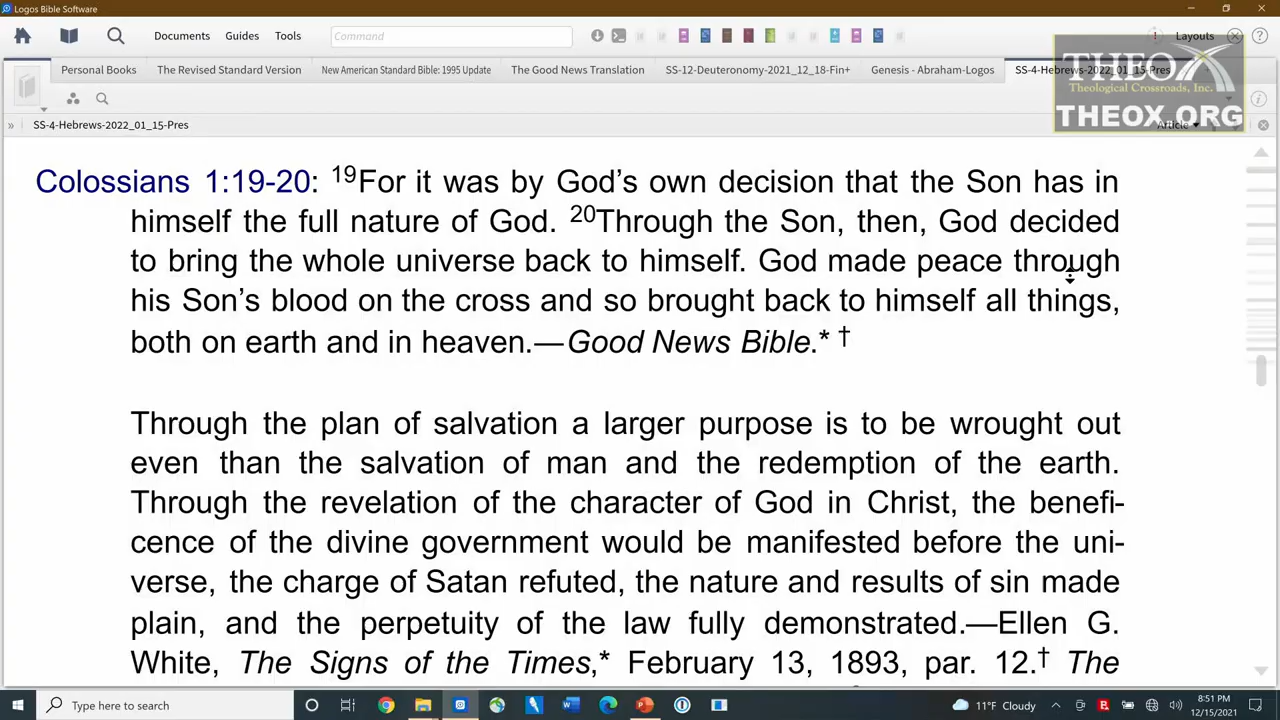 Logos Bible Software
Documents Guides Tools Command Layouts
Personal Books The Revised Standard Version New American Update The Good News Translation SS-12-Deuteronomy-2021_12_18-Fin+ Genesis - Abraham-Logos SS-4-Hebrews-2022_01_15-Pres
THEOX
Theological Crossroads, Inc.
THEOX.ORG
SS-4-Hebrews-2022_01_15-Pres Article
Colossians 1:19-20: 19For it was by God’s own decision that the Son has in
himself the full nature of God. 20Through the Son, then, God decided
to bring the whole universe back to himself. God made peace through
his Son’s blood on the cross and so brought back to himself all things,
both on earth and in heaven.—Good News Bible.* †
Through the plan of salvation a larger purpose is to be wrought out
even than the salvation of man and the redemption of the earth.
Through the revelation of the character of God in Christ, the benefi-
cence of the divine government would be manifested before the uni-
verse, the charge of Satan refuted, the nature and results of sin made
plain, and the perpetuity of the law fully demonstrated.—Ellen G.
White, The Signs of the Times,* February 13, 1893, par. 12.† The
Type here to search 11°F Cloudy 8:51 PM
12/15/2021